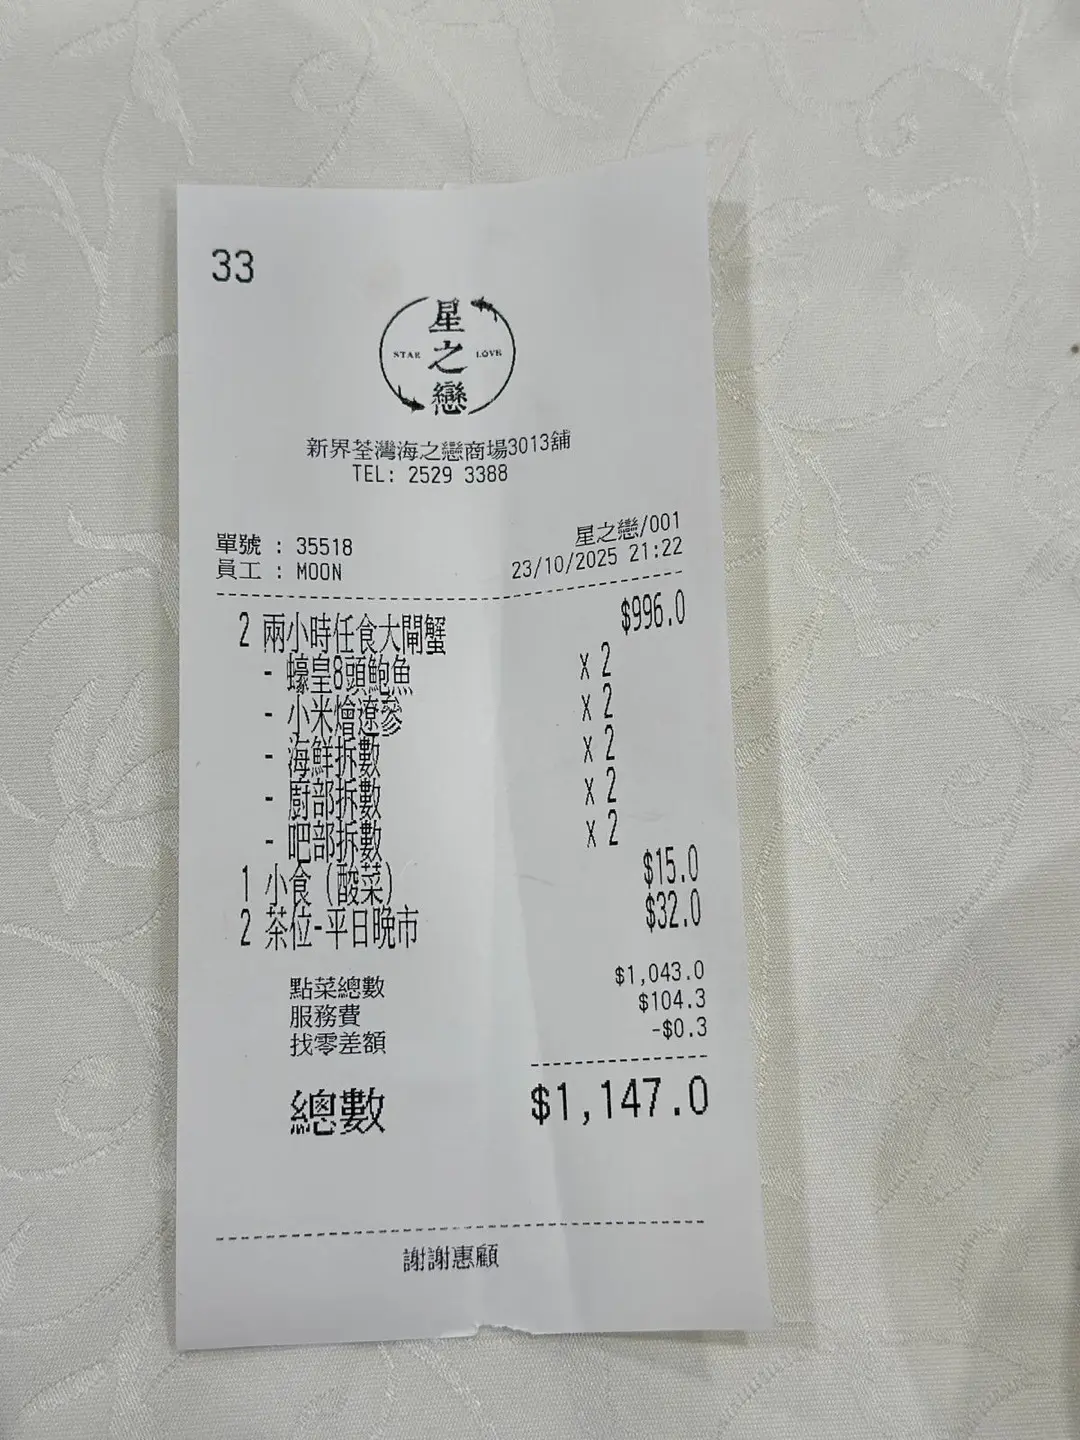 33
星之戀
STAR LOVE
新界荃灣海之戀商場3013舖
TEL: 2529 3388
單號 : 35518 星之戀/001
員工 : MOON 23/10/2025 21:22
2 兩小時任食大閘蟹 $996.0
- 蠔皇8頭鮑魚 x 2
- 小米燴遼參 x 2
- 海鮮拆數 x 2
- 廚部拆數 x 2
- 吧部拆數 x 2
1 小食 (酸菜) $15.0
2 茶位-平日晚市 $32.0
點菜總數 $1,043.0
服務費 $104.3
找零差額 -$0.3
總數 $1,147.0
謝謝惠顧